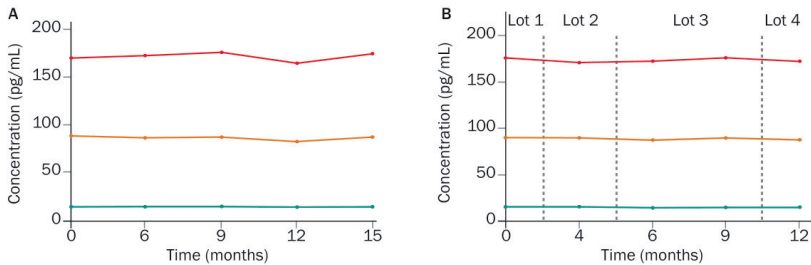 A
Concentration (pg/mL)
200
150
100
50
0
0 6 9 12 15
Time (months)
B
Lot 1 Lot 2 Lot 3 Lot 4
Concentration (pg/mL)
200
150
100
50
0
0 4 6 9 12
Time (months)